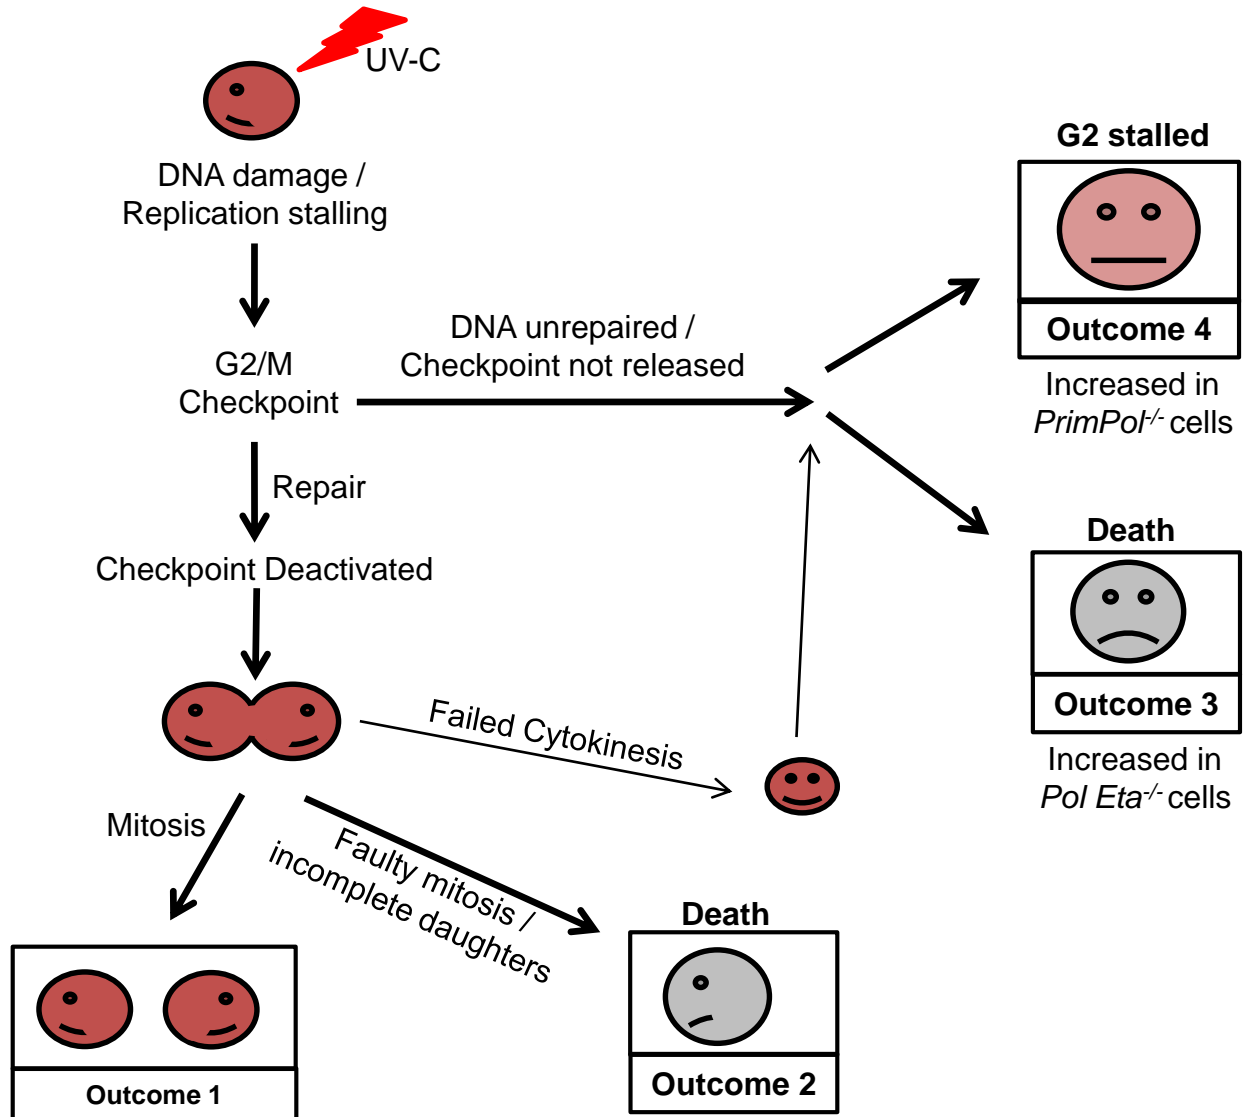 UV-C
DNA damage /
Replication stalling
G2/M
Checkpoint
DNA unrepaired /
Checkpoint not released
G2 stalled
Outcome 4
Increased in
PrimPol-/- cells
Repair
Checkpoint Deactivated
Death
Outcome 3
Increased in
Pol Eta-/- cells
Failed Cytokinesis
Mitosis
Faulty mitosis /
incomplete daughters
Outcome 1
Death
Outcome 2